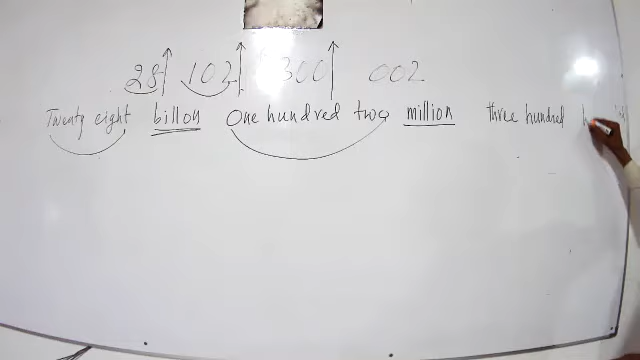 28 102 300 002
Twenty eight billon One hundred two million three hundred